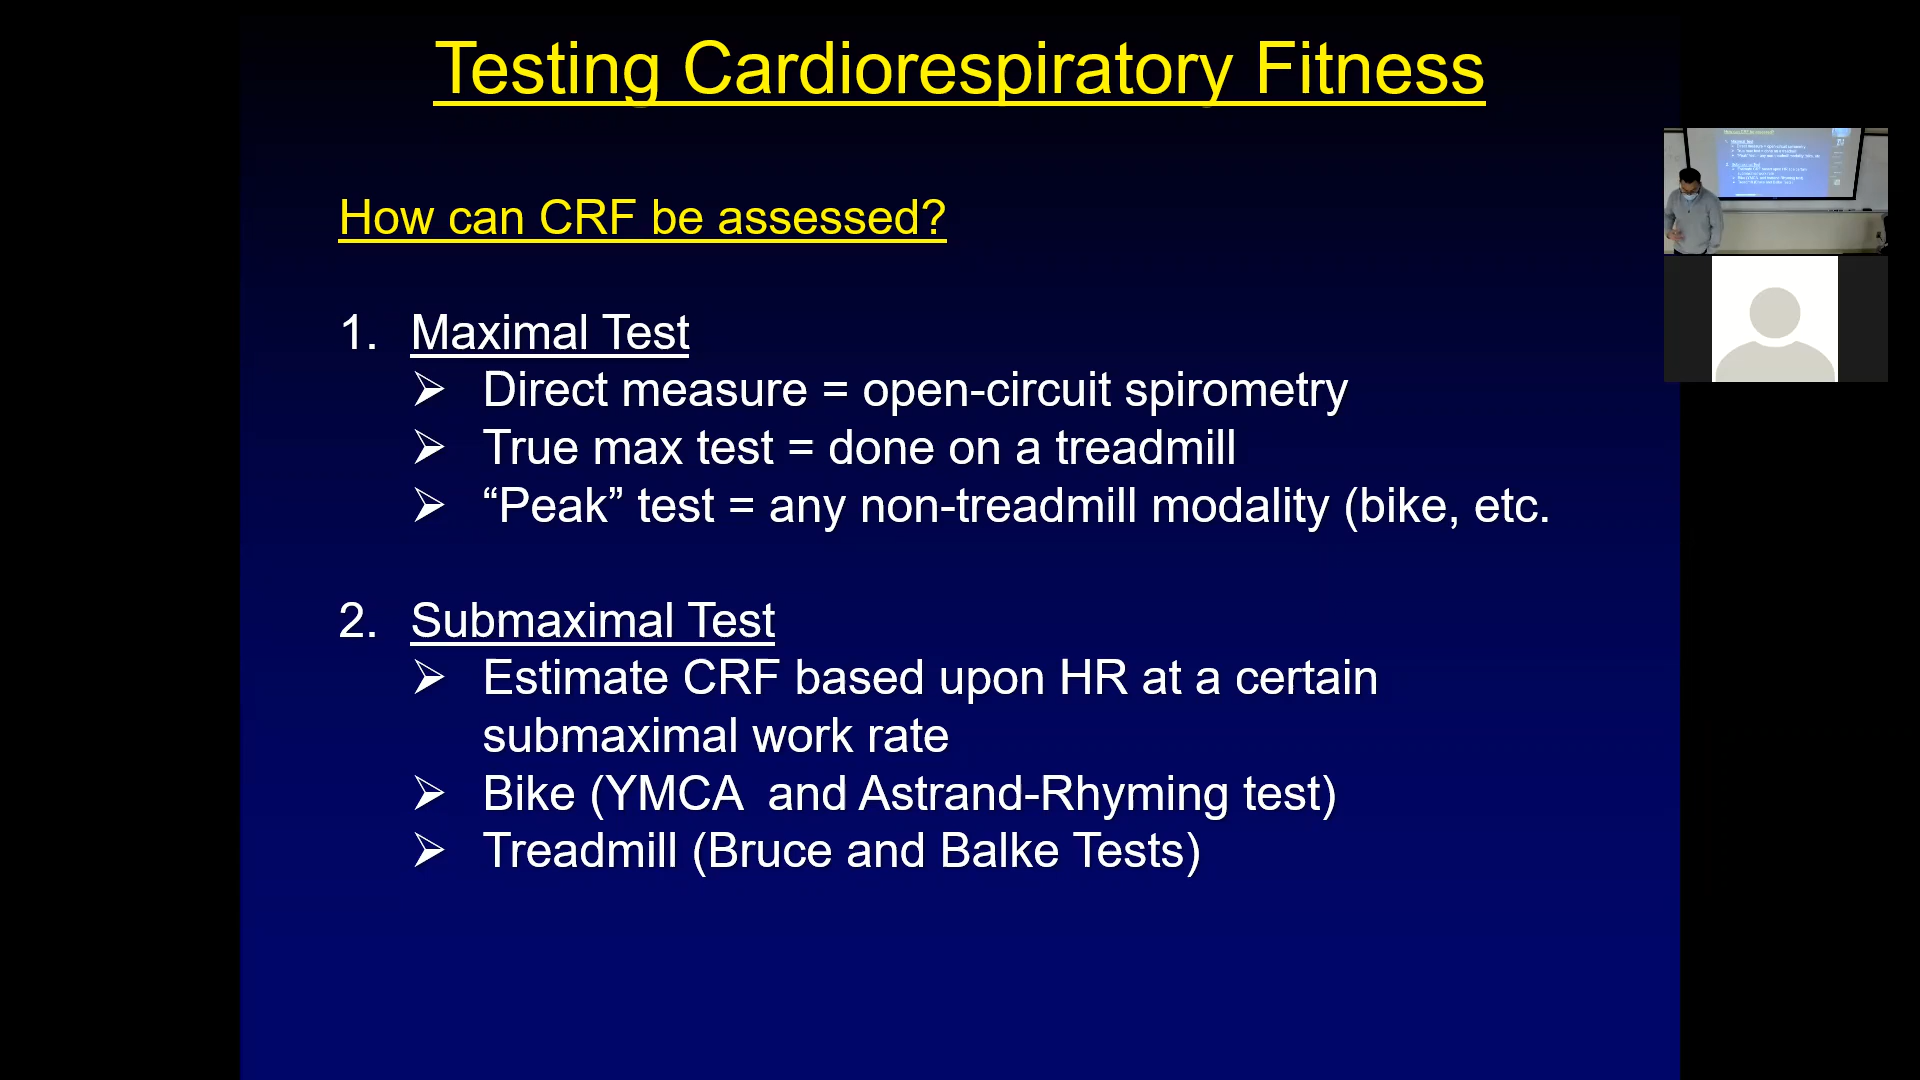 Testing Cardiorespiratory Fitness
How can CRF be assessed?
1. Maximal Test
➢ Direct measure = open-circuit spirometry
➢ True max test = done on a treadmill
➢ “Peak” test = any non-treadmill modality (bike, etc.
2. Submaximal Test
➢ Estimate CRF based upon HR at a certain
submaximal work rate
➢ Bike (YMCA  and Astrand-Rhyming test)
➢ Treadmill (Bruce and Balke Tests)